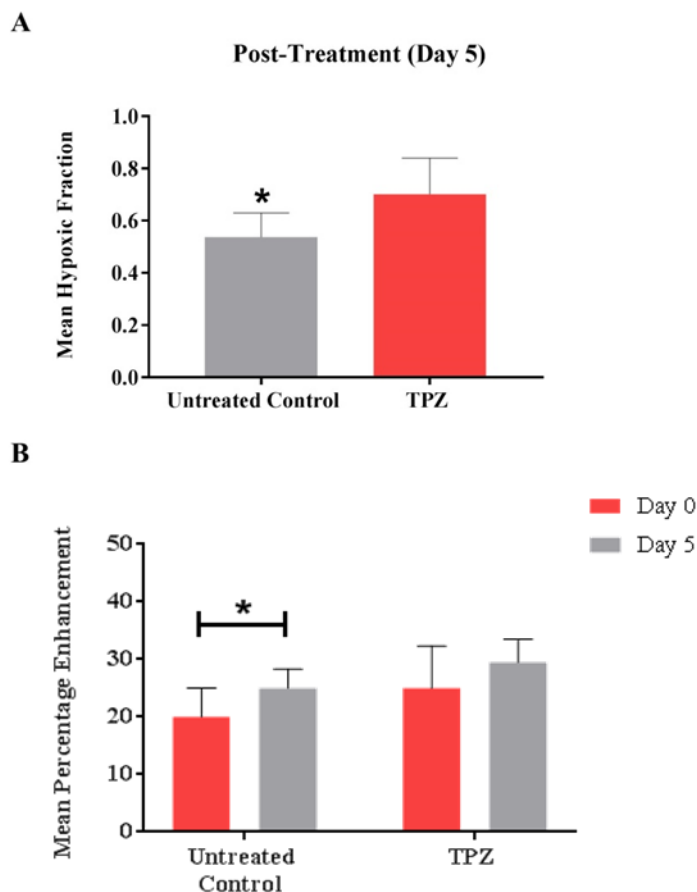 A
Post-Treatment (Day 5)
Mean Hypoxic Fraction
1.0
0.8
0.6
0.4
0.2
0.0
*
Untreated Control
TPZ
B
Day 0
Day 5
Mean Percentage Enhancement
50
40
30
20
10
0
*
Untreated
Control
TPZ